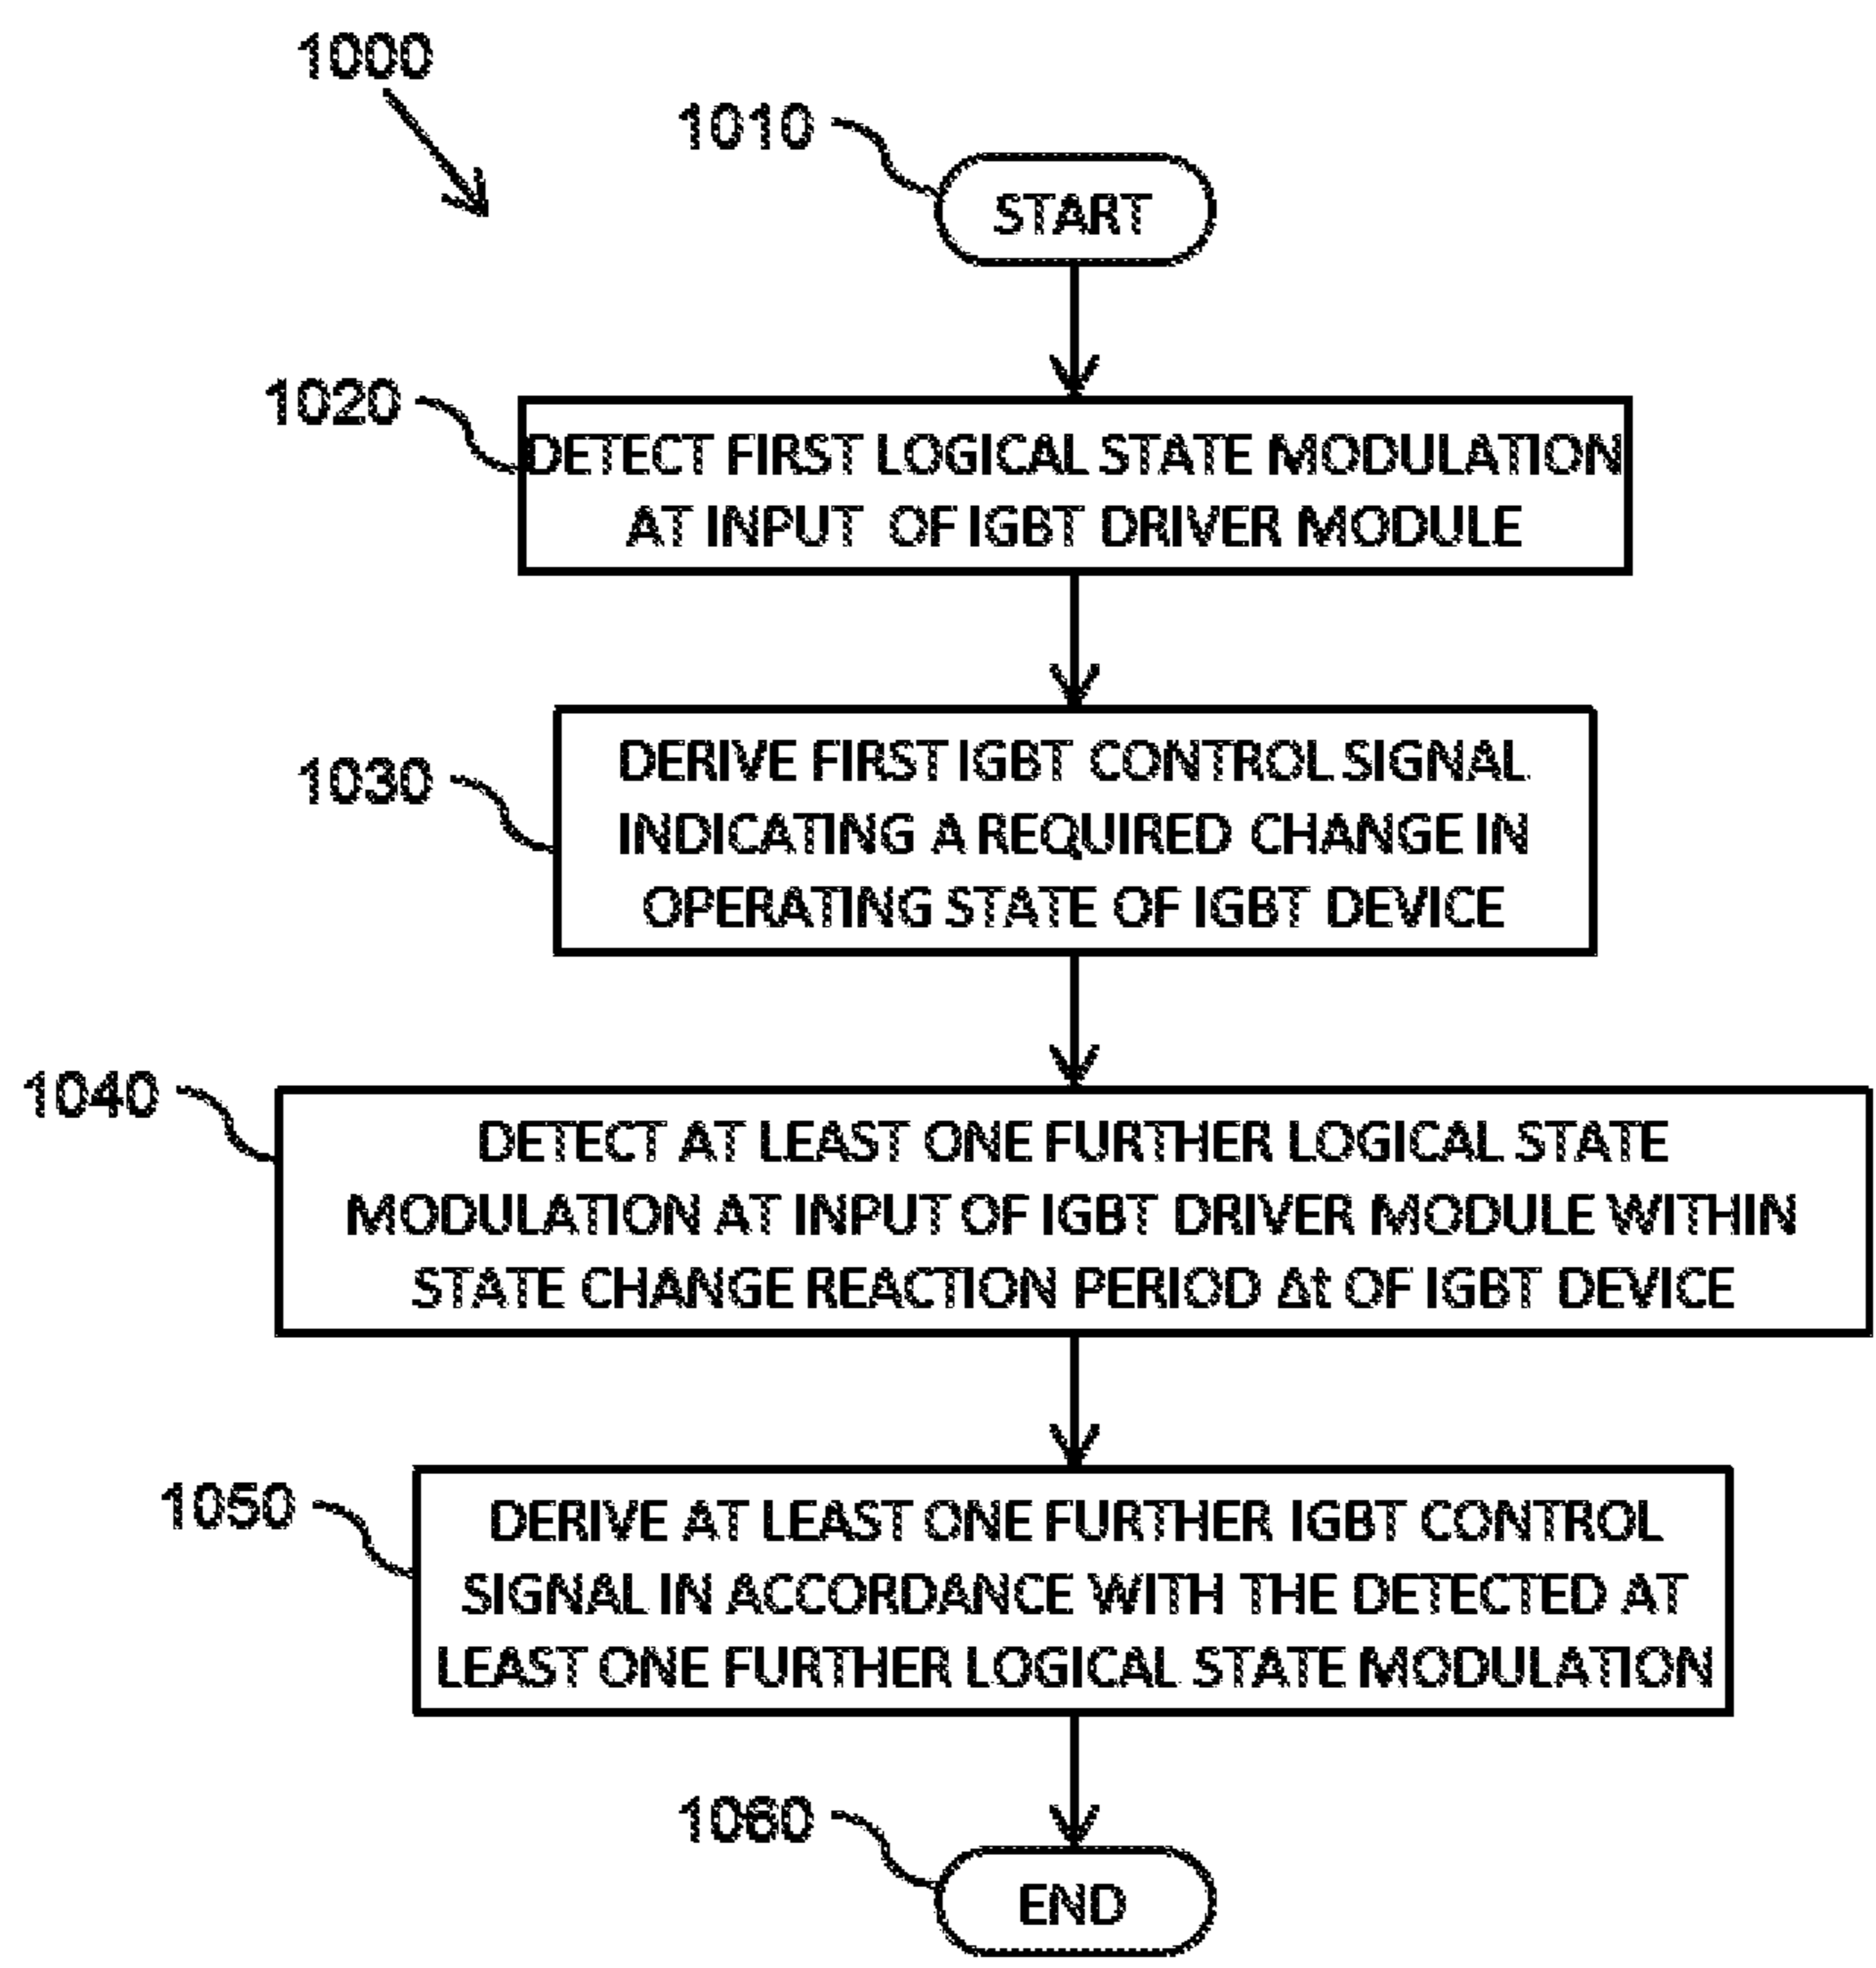 1000
1010
START
1020
DETECT FIRST LOGICAL STATE MODULATION
AT INPUT OF IGBT DRIVER MODULE
1030
DERIVE FIRST IGBT CONTROL SIGNAL
INDICATING A REQUIRED CHANGE IN
OPERATING STATE OF IGBT DEVICE
1040
DETECT AT LEAST ONE FURTHER LOGICAL STATE
MODULATION AT INPUT OF IGBT DRIVER MODULE WITHIN
STATE CHANGE REACTION PERIOD Δt OF IGBT DEVICE
1050
DERIVE AT LEAST ONE FURTHER IGBT CONTROL
SIGNAL IN ACCORDANCE WITH THE DETECTED AT
LEAST ONE FURTHER LOGICAL STATE MODULATION
1060
END